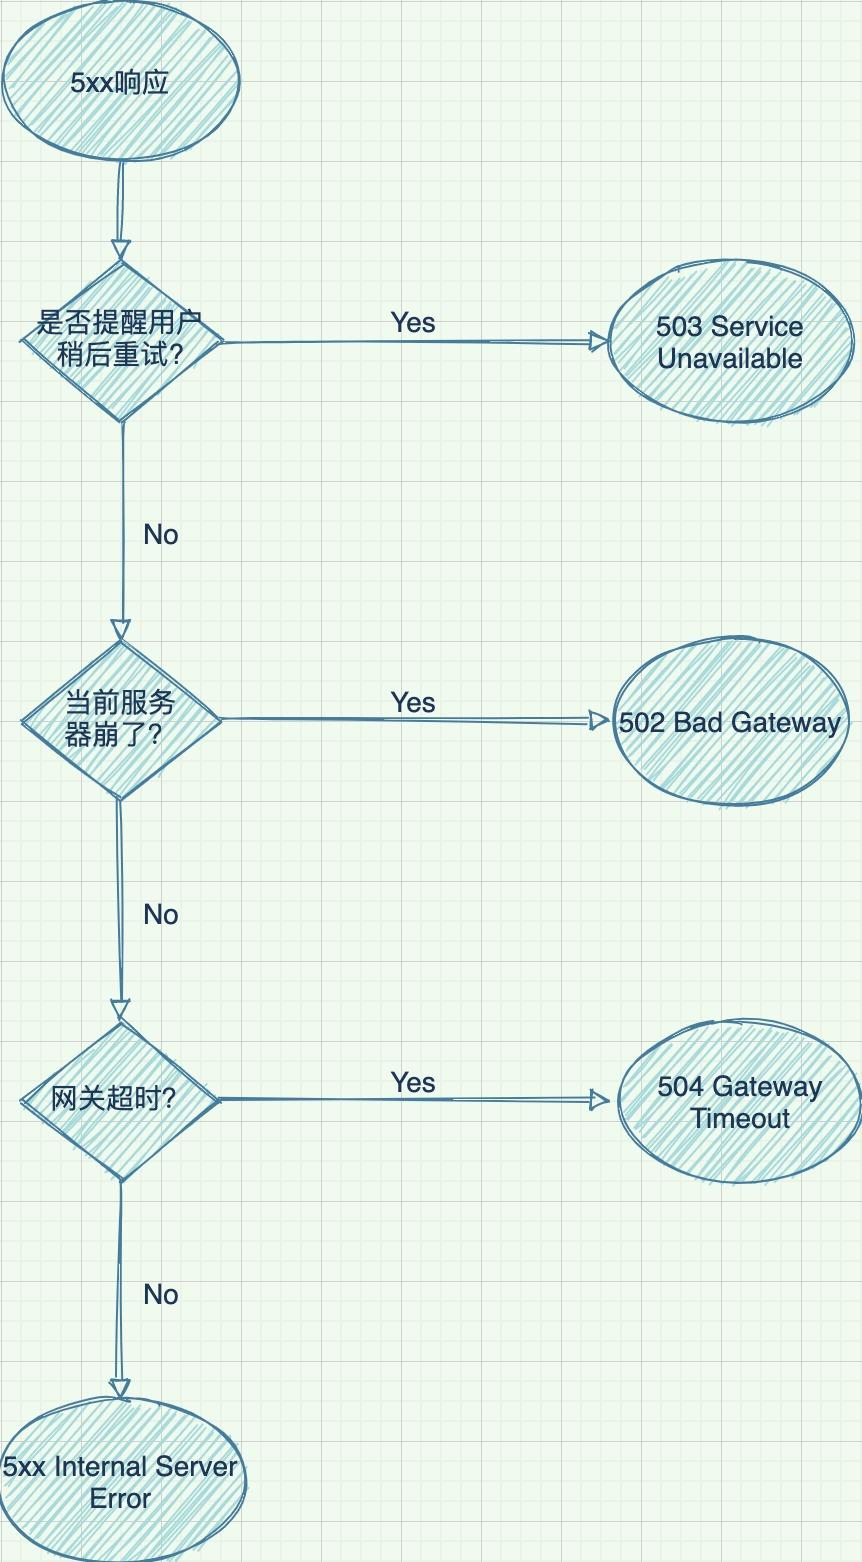 5xx响应
是否提醒用户
稍后重试?
Yes
503 Service
Unavailable
No
当前服务
器崩了?
Yes
502 Bad Gateway
No
网关超时?
Yes
504 Gateway
Timeout
No
5xx Internal Server
Error